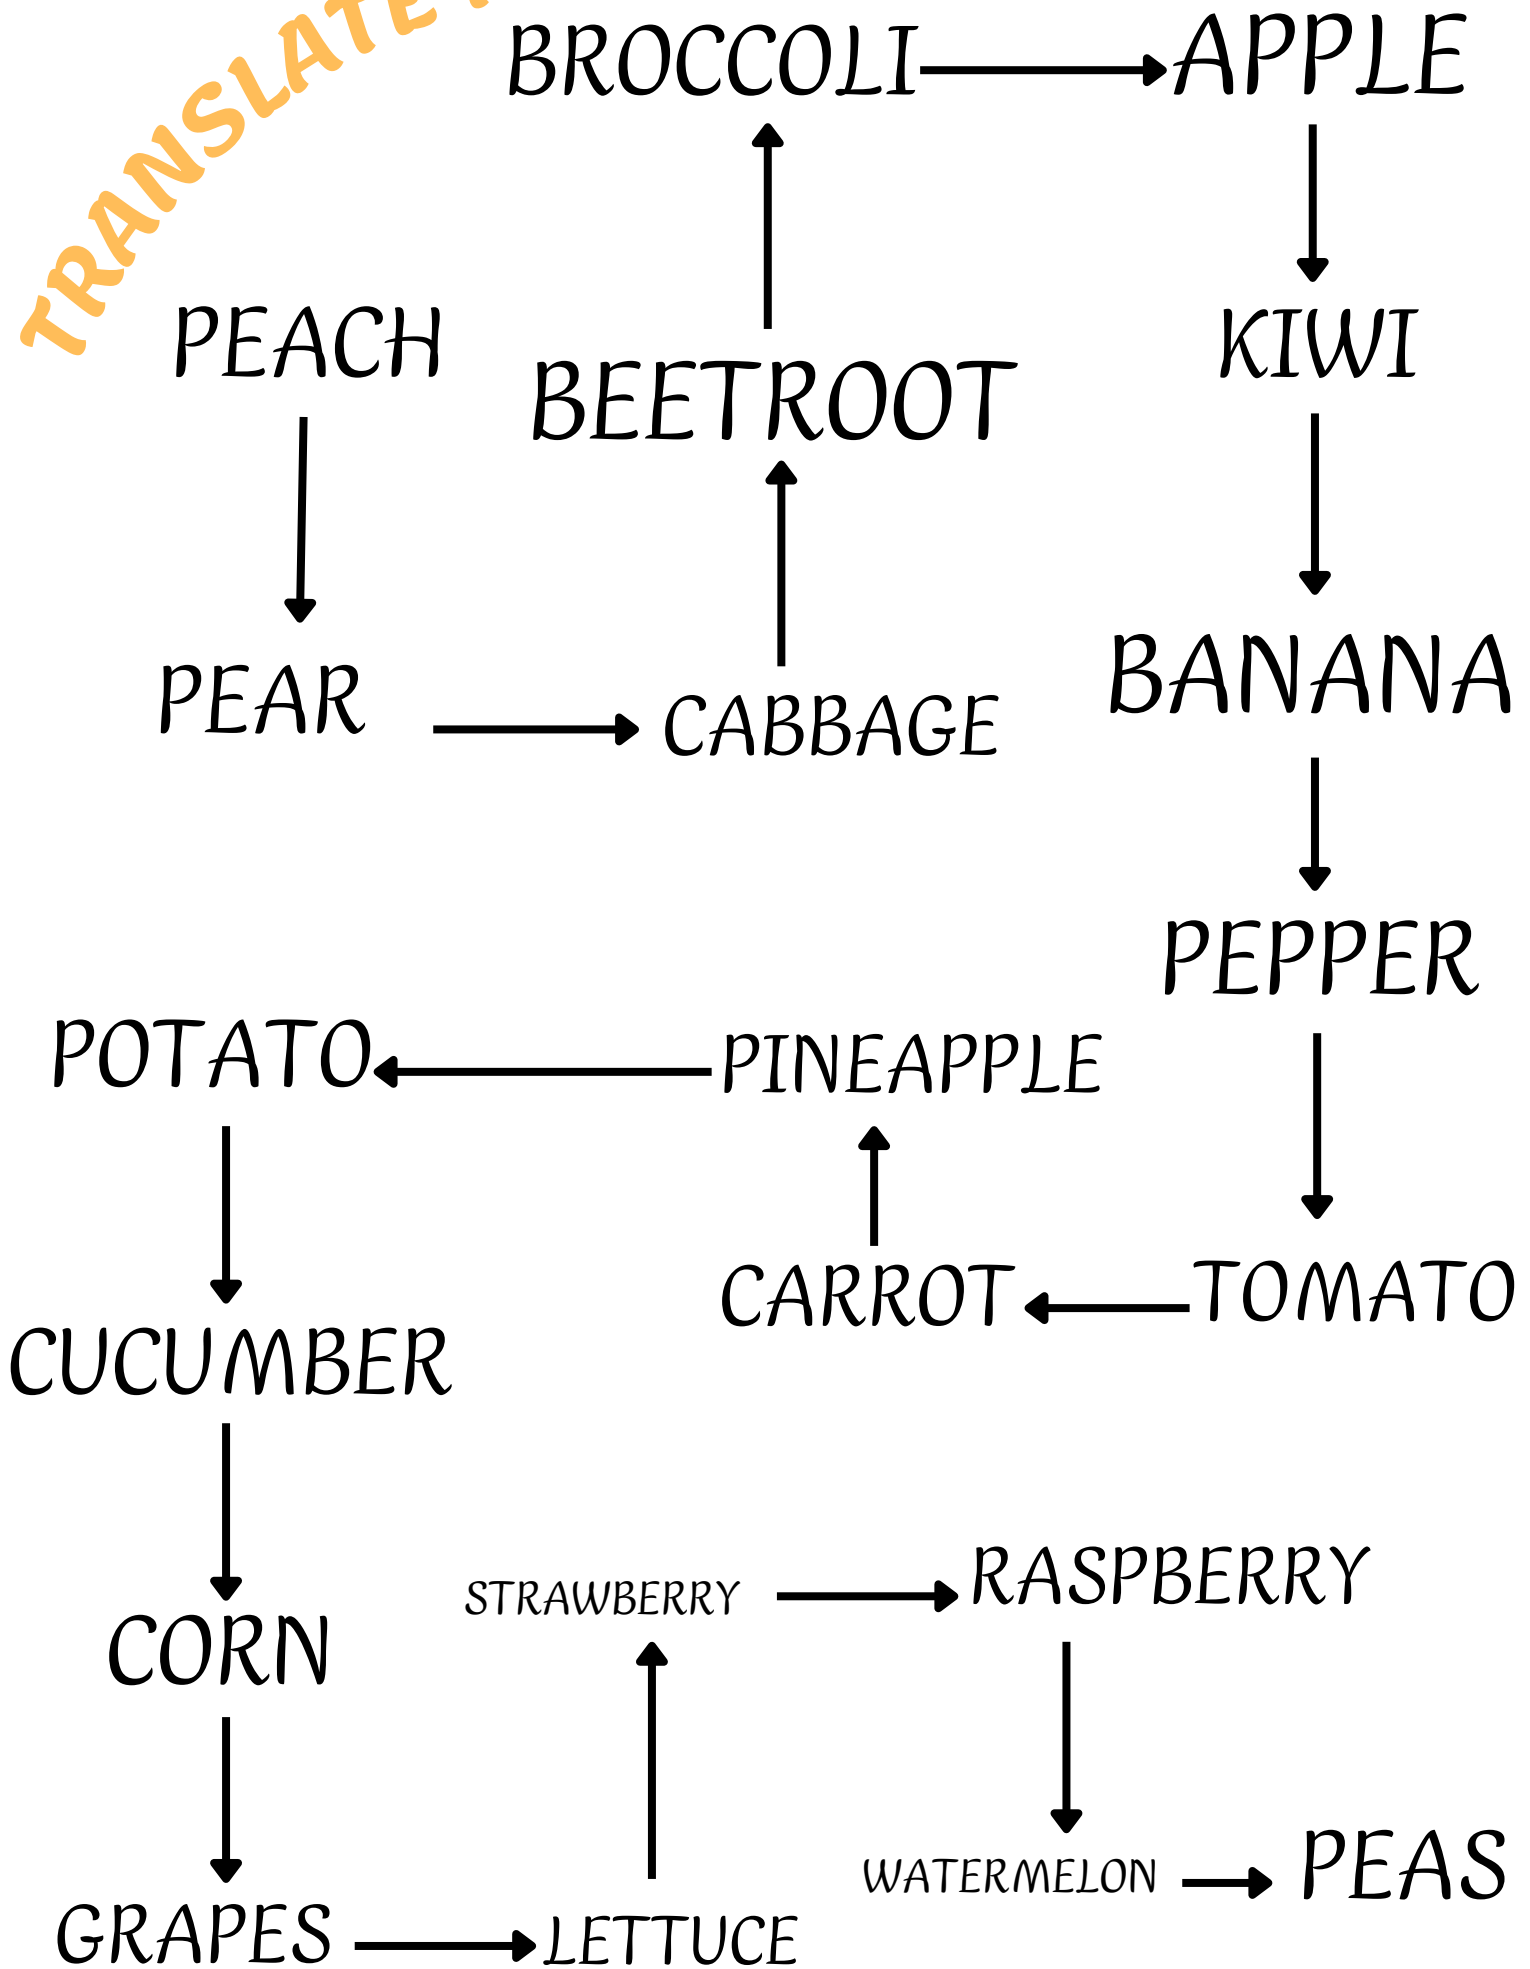 TRANSLATE
BROCCOLI
APPLE
PEACH
BEETROOT
KIWI
PEAR
CABBAGE
BANANA
PEPPER
POTATO
PINEAPPLE
CARROT
TOMATO
CUCUMBER
STRAWBERRY
RASPBERRY
CORN
WATERMELON
PEAS
GRAPES
LETTUCE